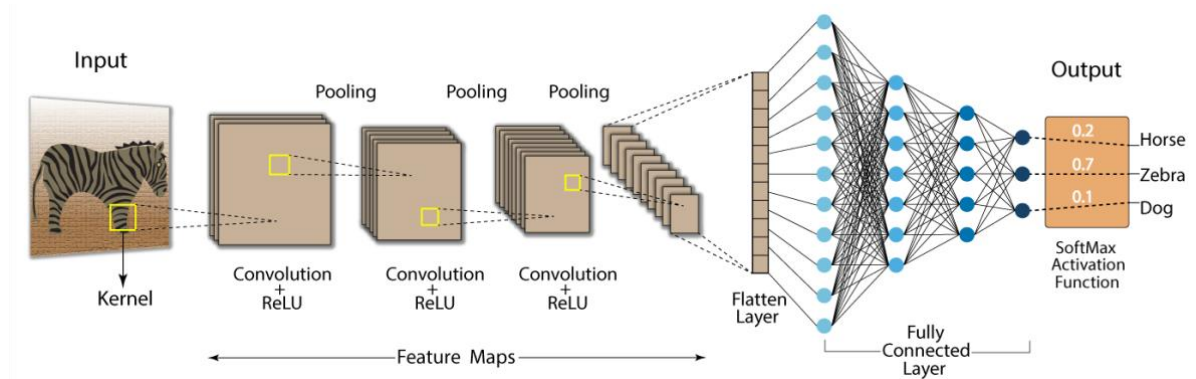 Input
Kernel
Pooling
Pooling
Pooling
Convolution
+
ReLU
Convolution
+
ReLU
Convolution
+
ReLU
Feature Maps
Flatten
Layer
Fully
Connected
Layer
Output
0.2
Horse
0.7
Zebra
0.1
Dog
SoftMax
Activation
Function